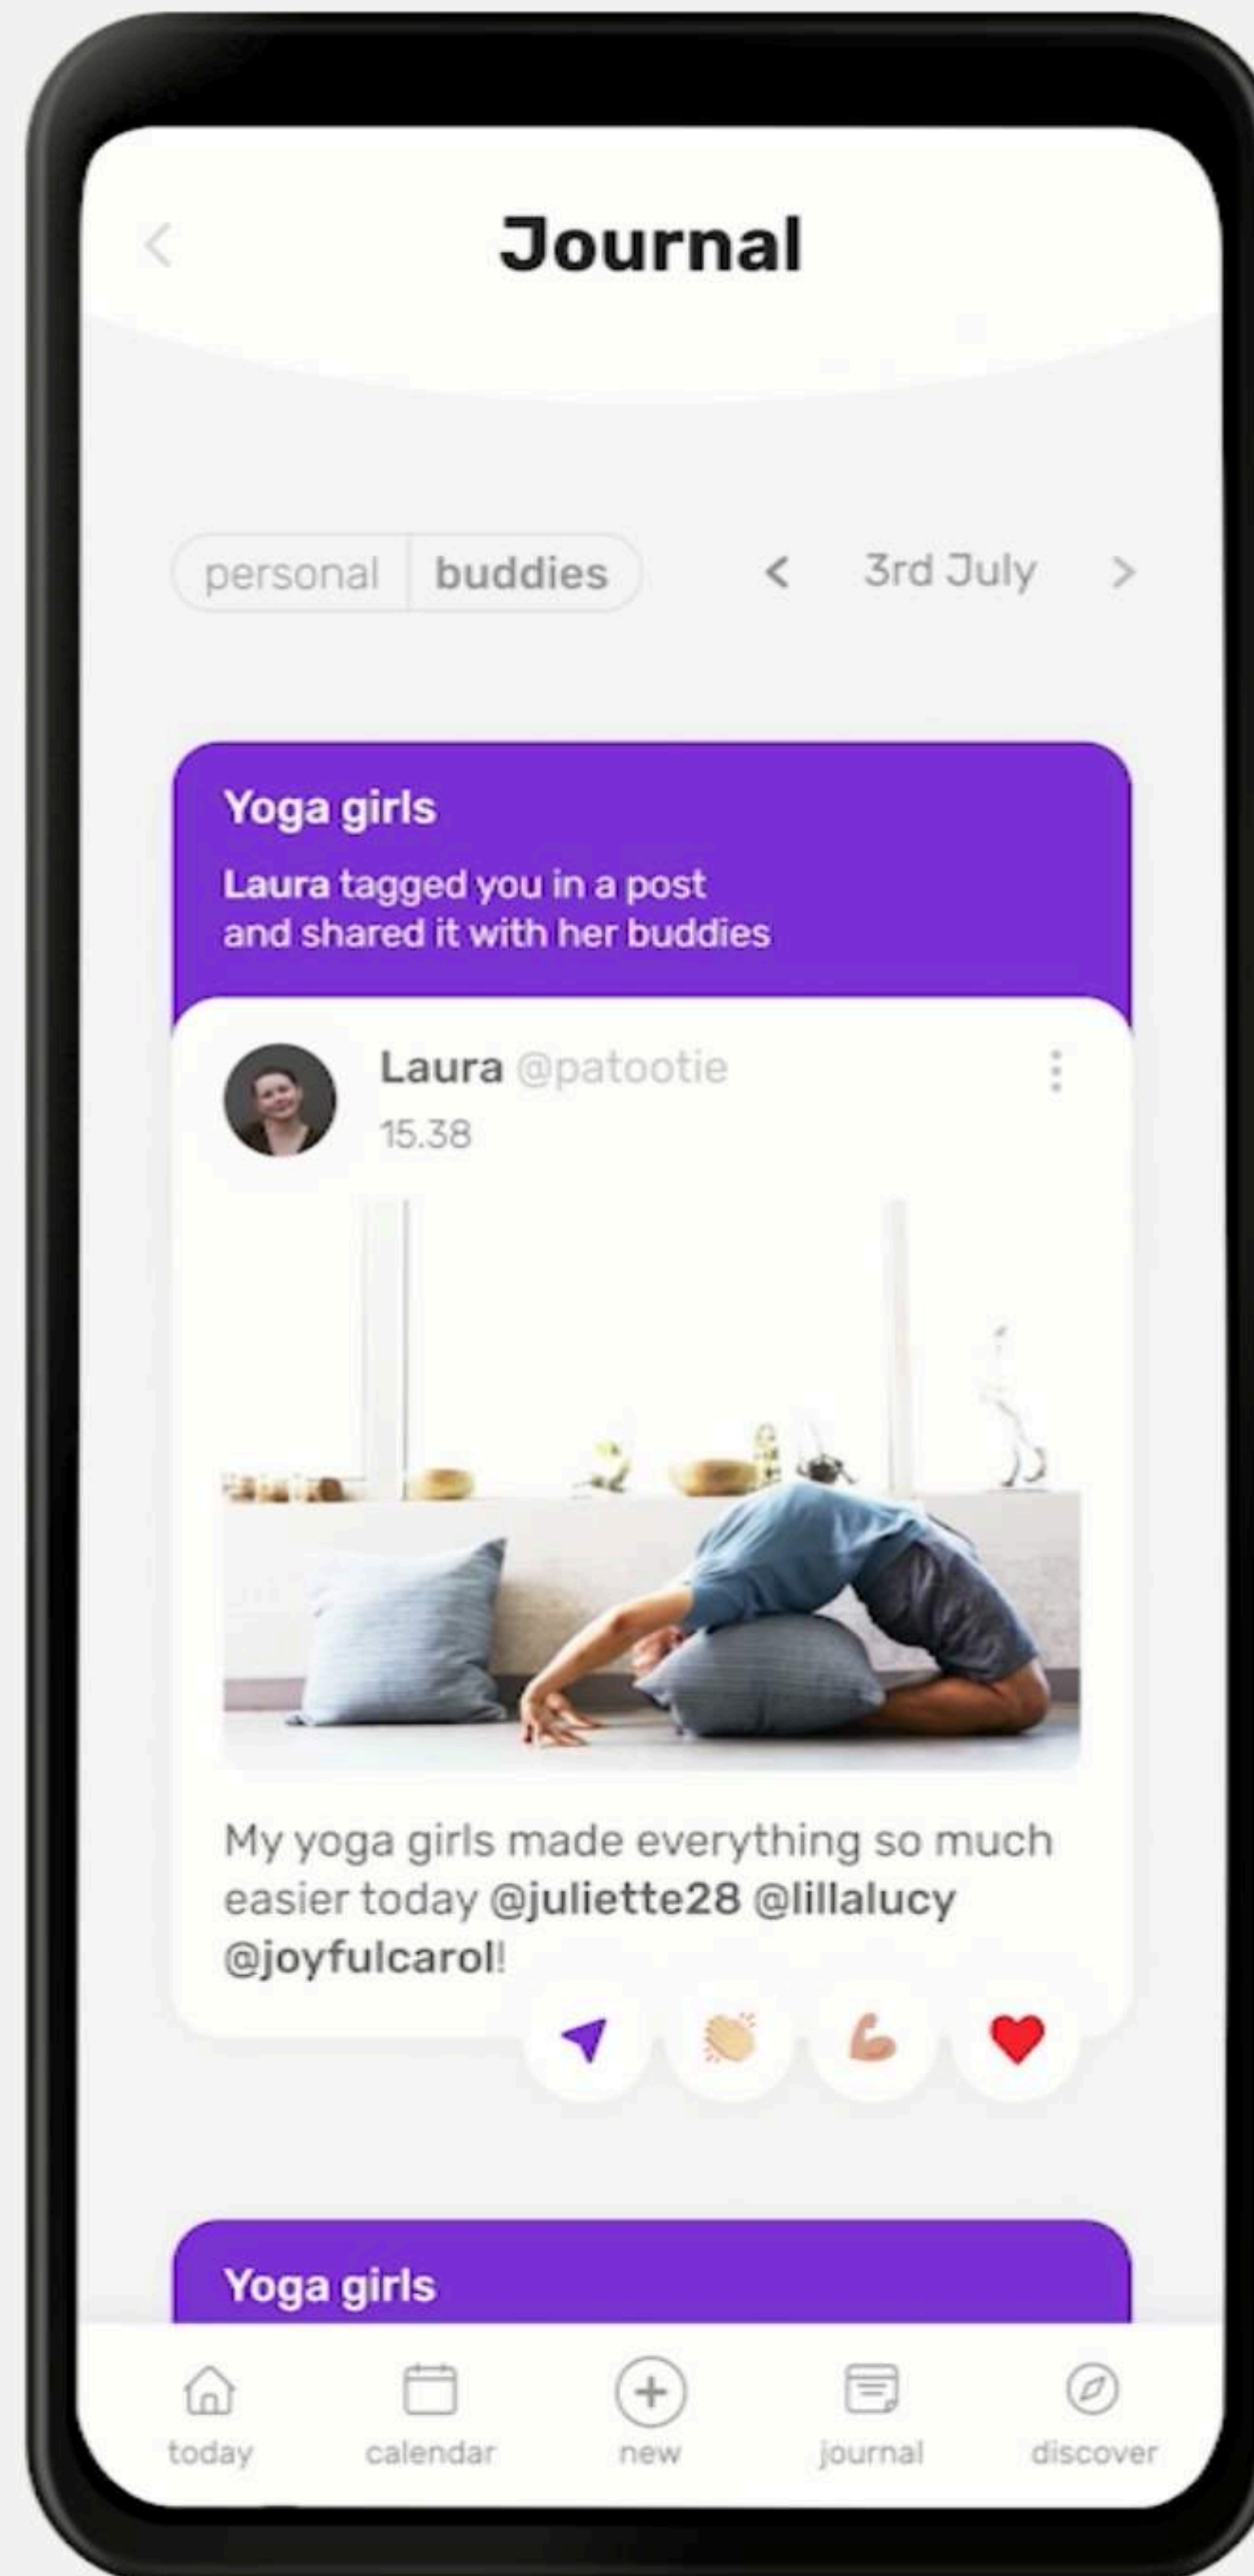 Journal
personal buddies 3rd July
Yoga girls
Laura tagged you in a post
and shared it with her buddies
Laura @patootie
15.38
My yoga girls made everything so much
easier today @juliette28 @lillalucy
@joyfulcarol!
Yoga girls
today calendar new journal discover